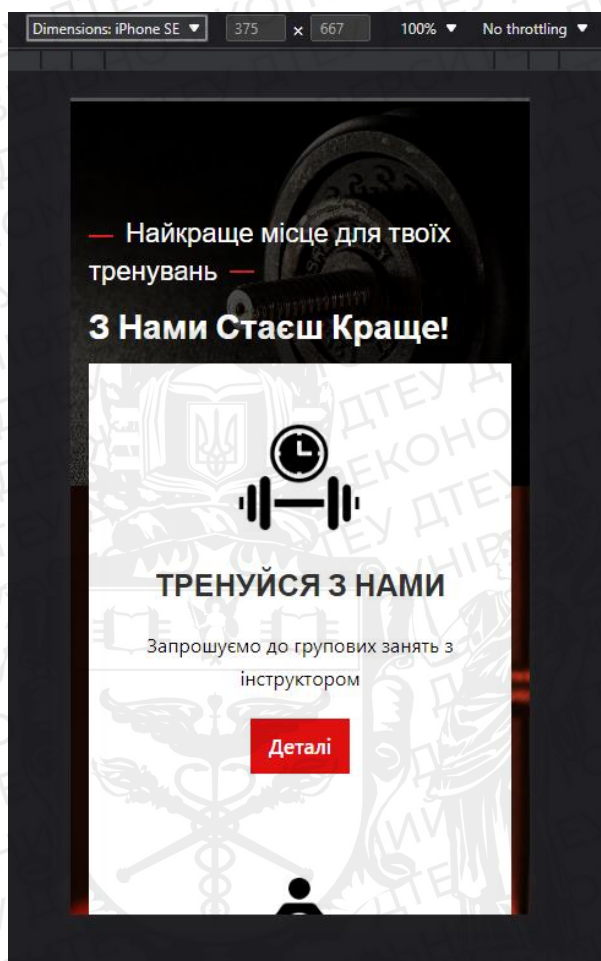 Dimensions: iPhone SE ▼ 375 × 667 100% ▼ No throttling ▼
— Найкраще місце для твоїх
тренувань —
З Нами Стаєш Краще!
ТРЕНУЙСЯ З НАМИ
Запрошуємо до групових занять з
інструктором
Деталі